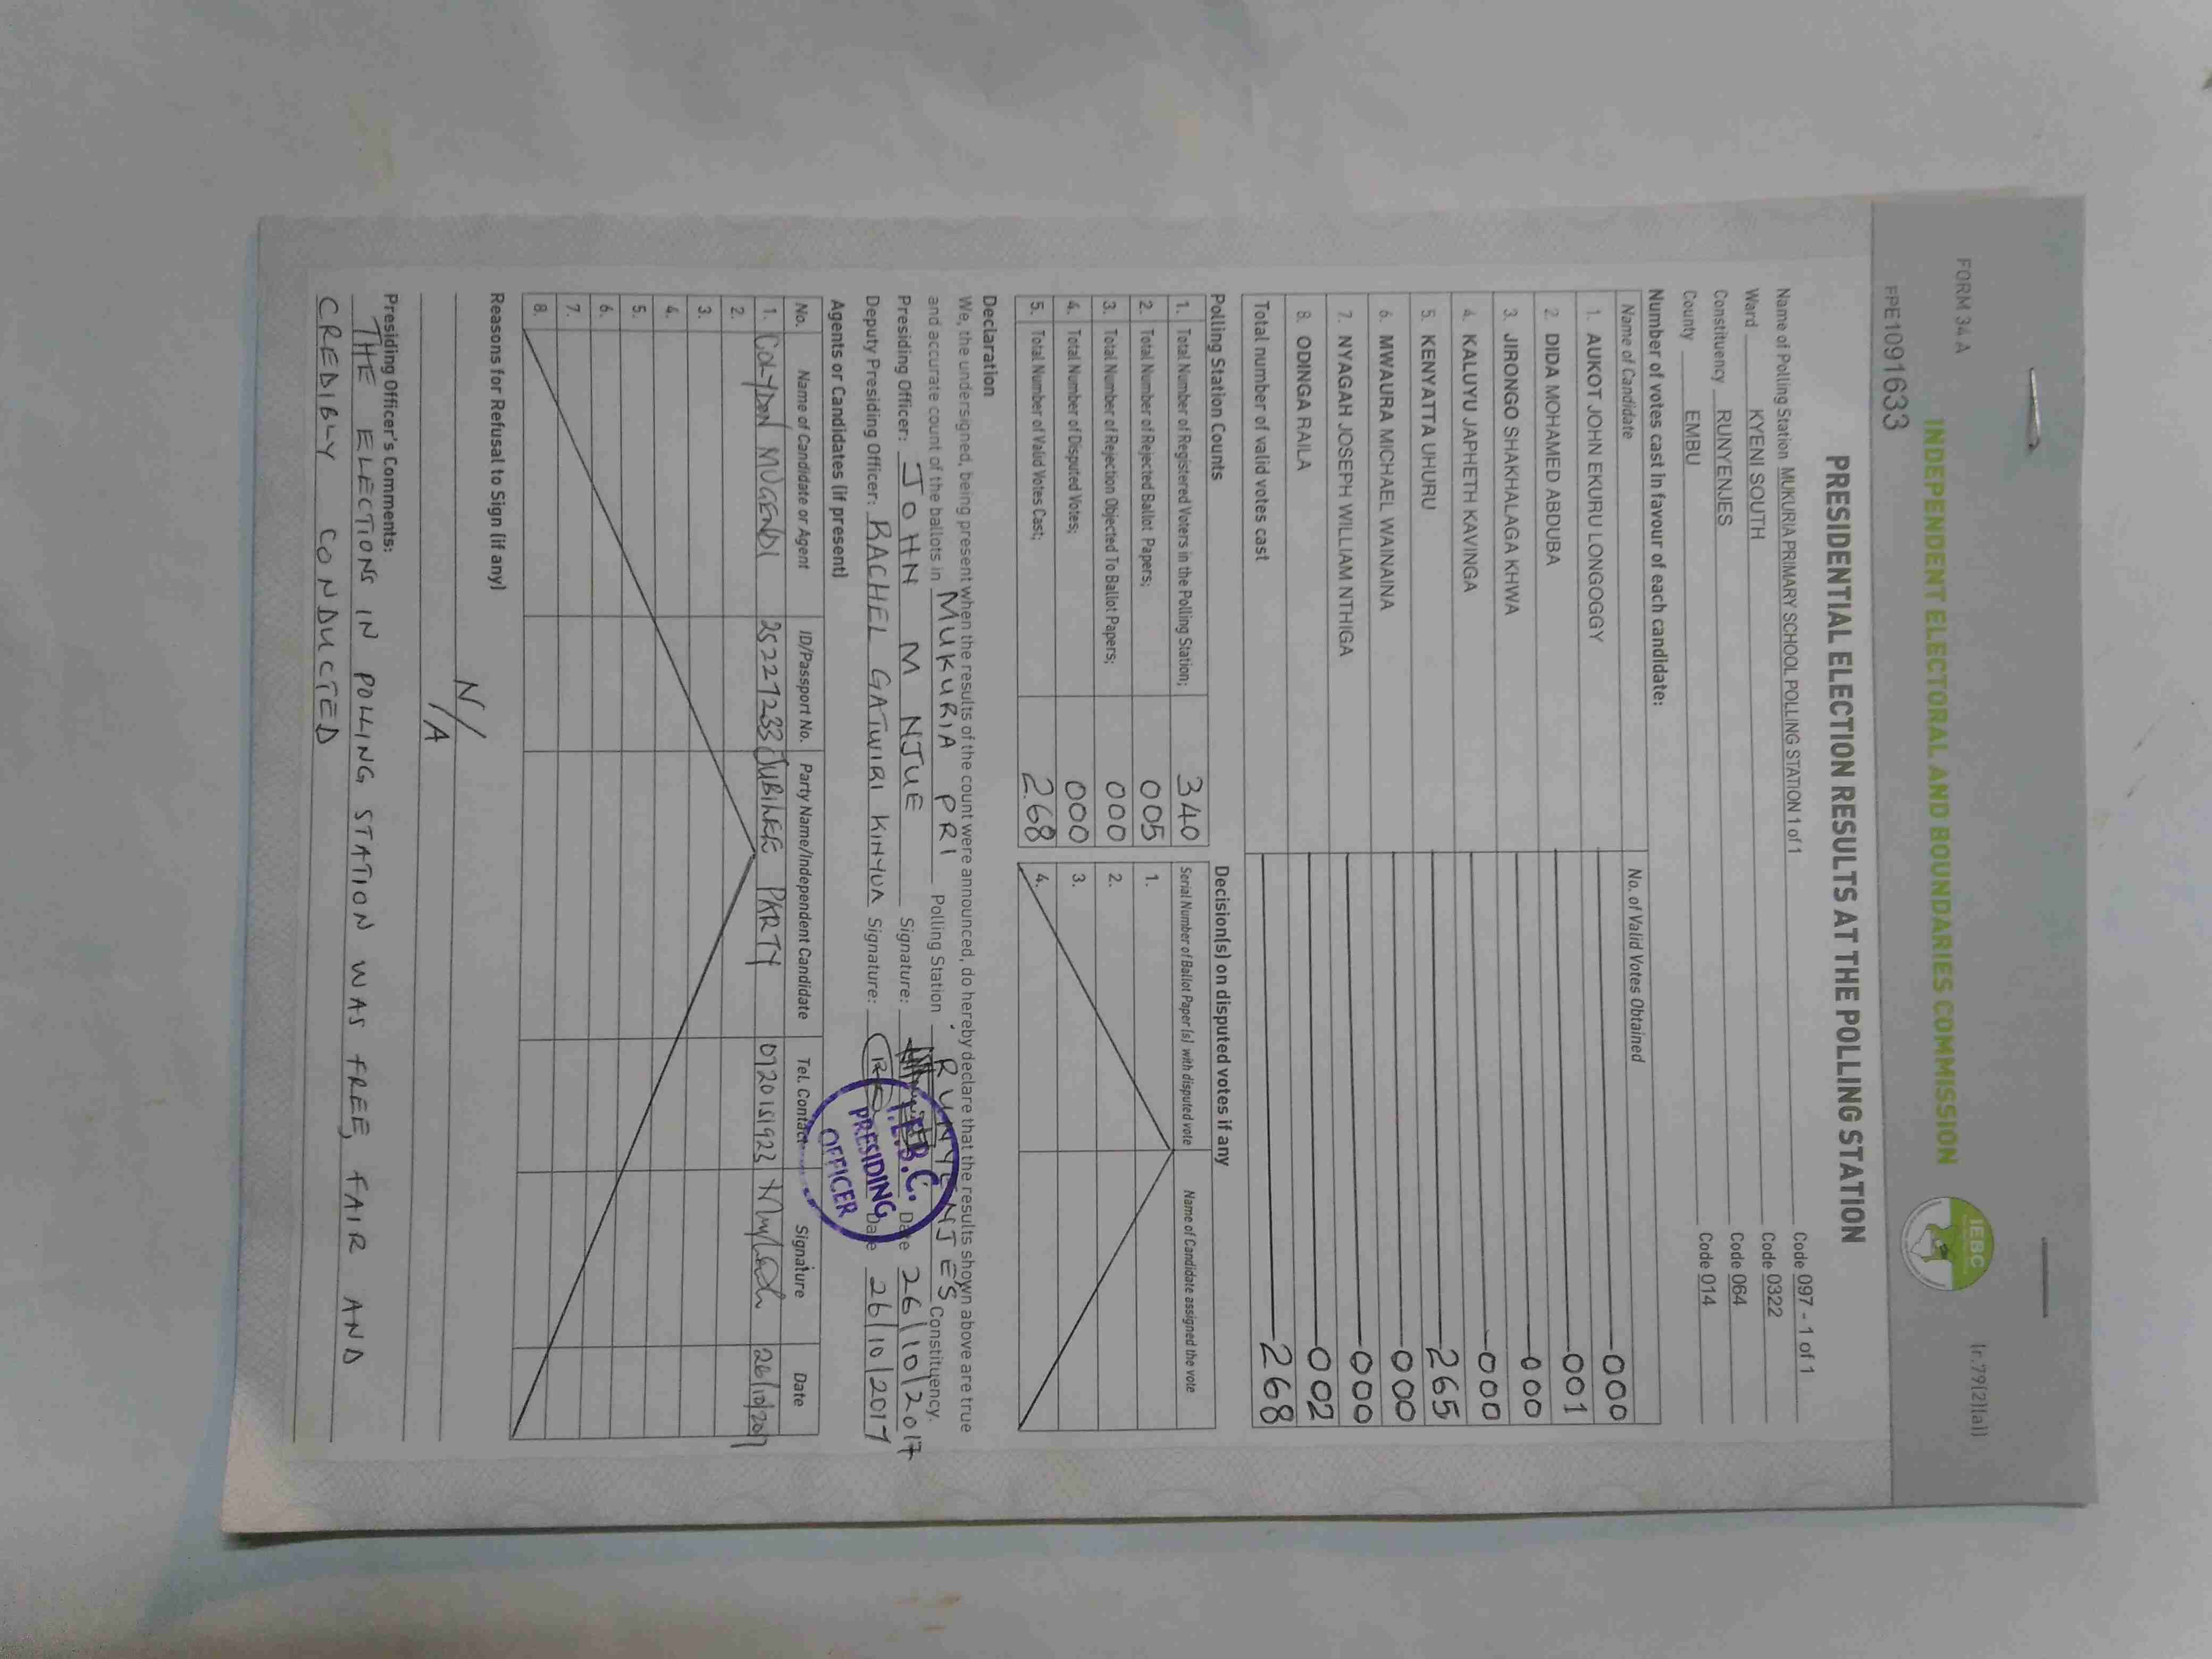 FORM 34 A
(r.79(2)(a))
INDEPENDENT ELECTORAL AND BOUNDARIES COMMISSION
IEBC
FPE1091633
PRESIDENTIAL ELECTION RESULTS AT THE POLLING STATION
Name of Polling Station MUKURIA PRIMARY SCHOOL POLLING STATION 1 of 1 Code 097 - 1 of 1
Ward KYENI SOUTH Code 0322
Constituency RUNYENJES Code 064
County EMBU Code 014
Number of votes cast in favour of each candidate:
Name of Candidate No. of Valid Votes Obtained
1. AUKOT JOHN EKURU LONGOGGY 000
2. DIDA MOHAMED ABDUBA 001
3. JIRONGO SHAKHALAGA KHWA 000
4. KALUYU JAPHETH KAVINGA 000
5. KENYATTA UHURU 265
6. MWAURA MICHAEL WAINAINA 000
7. NYAGAH JOSEPH WILLIAM NTHIGA 000
8. ODINGA RAILA 002
Total number of valid votes cast 268
Polling Station Counts Decision(s) on disputed votes if any
1. Total Number of Registered Voters in the Polling Station; 340 Serial Number of Ballot Paper (s) with disputed vote Name of Candidate assigned the vote
2. Total Number of Rejected Ballot Papers; 005 1.
3. Total Number of Rejection Objected To Ballot Papers; 000 2.
4. Total Number of Disputed Votes; 000 3.
5. Total Number of Valid Votes Cast; 268 4.
Declaration
We, the undersigned, being present when the results of the count were announced, do hereby declare that the results shown above are true
and accurate count of the ballots in MUKURIA PRI Polling Station RUNYENJES Constituency.
Presiding Officer: JOHN M NJUE Signature: Date 26/10/2017
Deputy Presiding Officer: RACHEL GATWIRI KINYUA Signature: Date 26/10/2017
I.E.B.C.
PRESIDING
OFFICER
Agents or Candidates (if present)
No. Name of Candidate or Agent ID/Passport No. Party Name/Independent Candidate Tel. Contact Signature Date
1. MUGENDI 25227233 JUBILEE PARTY 0720151923 26/10/2017
2.
3.
4.
5.
6.
7.
8.
Reasons for Refusal to Sign (if any)
N/A
Presiding Officer's Comments:
THE ELECTIONS IN POLLING STATION WAS FREE, FAIR AND
CREDIBLY CONDUCTED